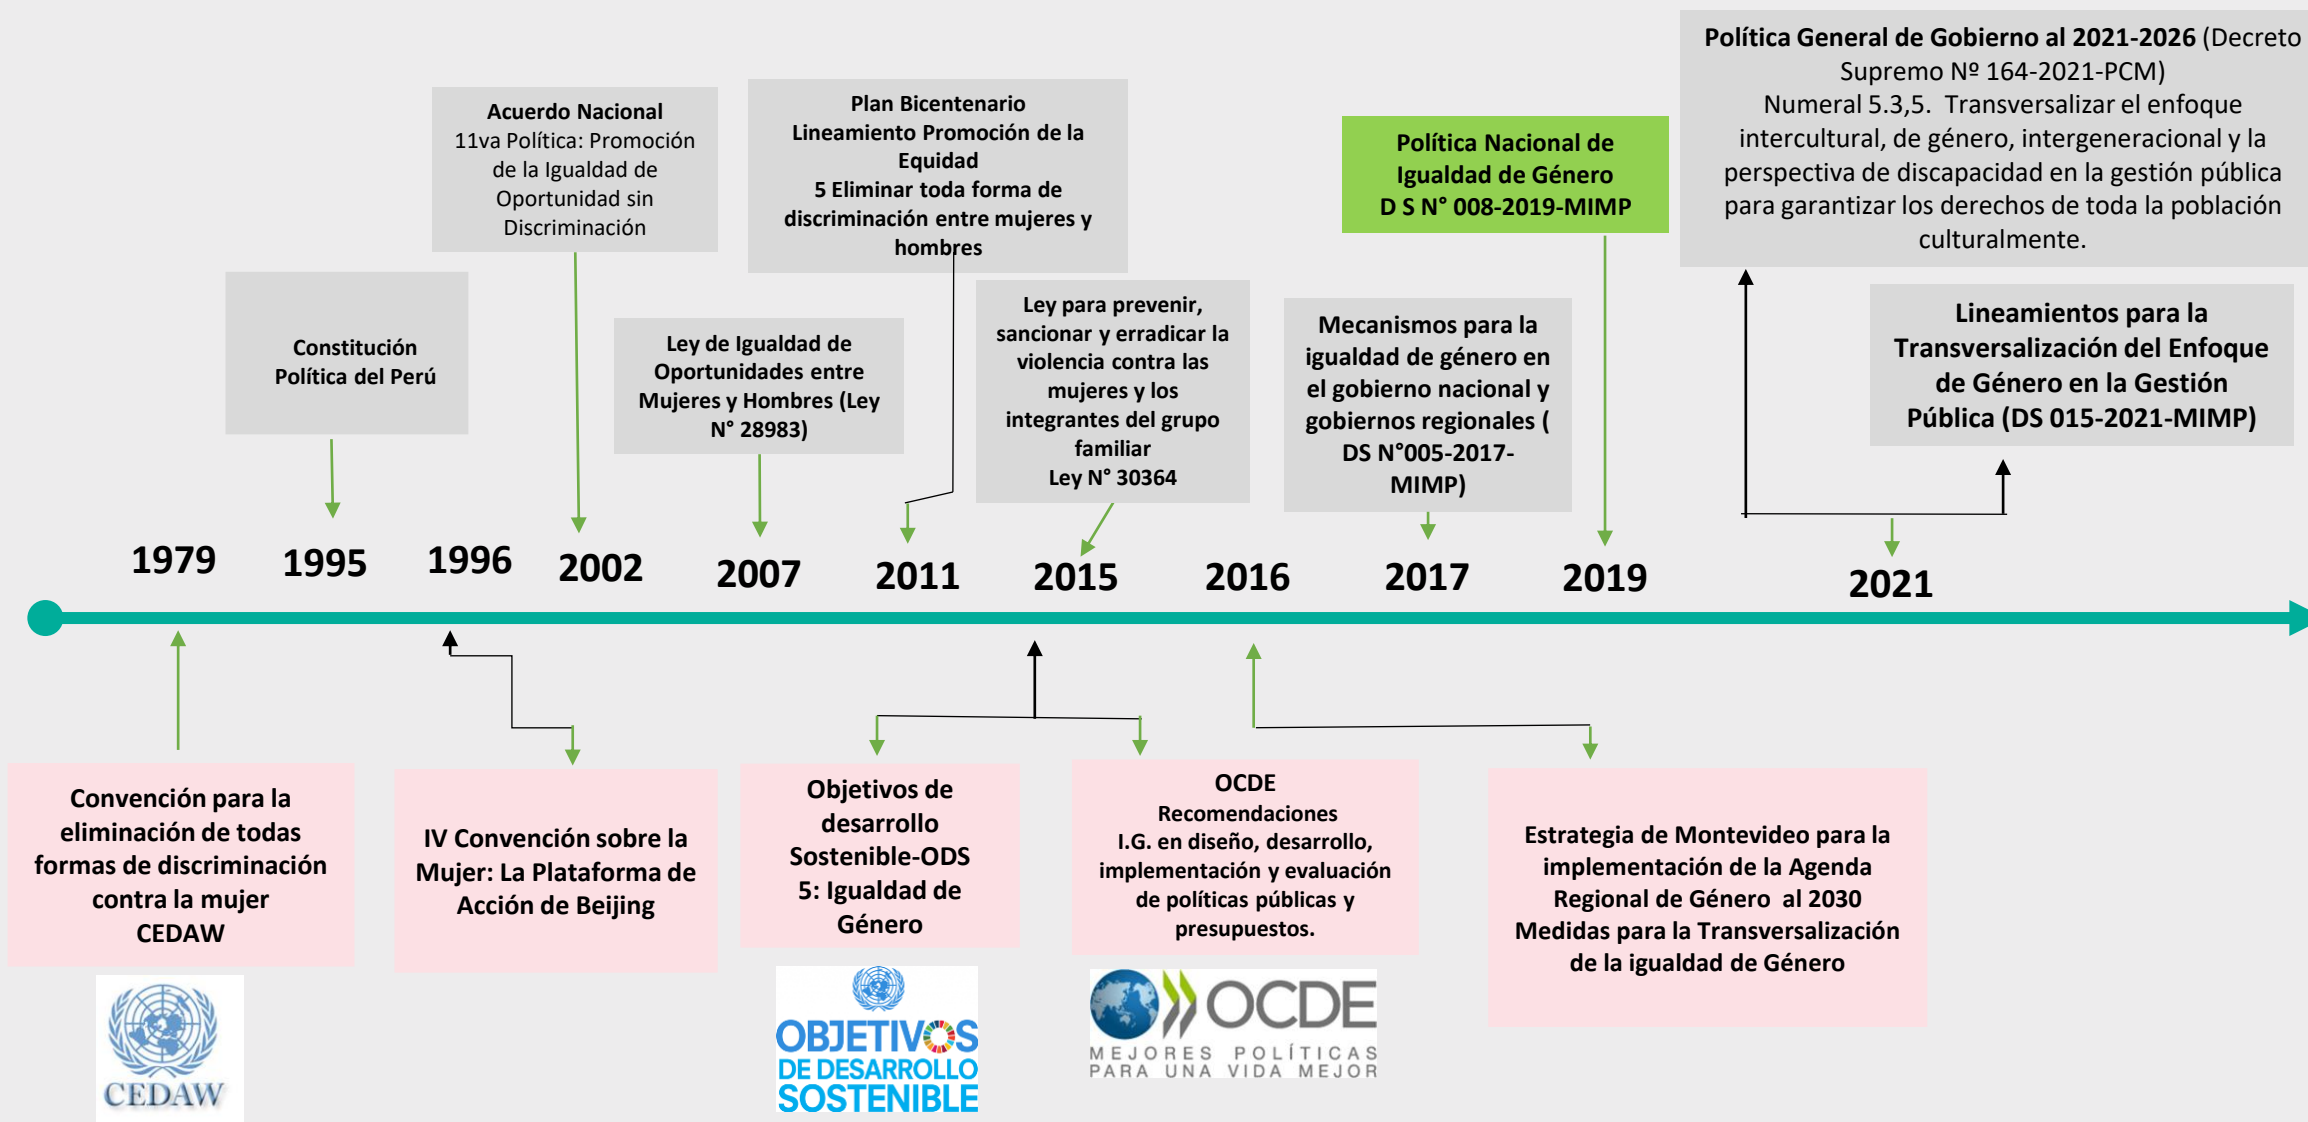 Política General de Gobierno al 2021-2026 (Decreto
Supremo Nº 164-2021-PCM)
Numeral 5.3,5. Transversalizar el enfoque
intercultural, de género, intergeneracional y la
perspectiva de discapacidad en la gestión pública
para garantizar los derechos de toda la población
culturalmente.
Acuerdo Nacional
11va Política: Promoción
de la Igualdad de
Oportunidad sin
Discriminación
Plan Bicentenario
Lineamiento Promoción de la
Equidad
5 Eliminar toda forma de
discriminación entre mujeres y
hombres
Política Nacional de
Igualdad de Género
D S N° 008-2019-MIMP
Constitución
Política del Perú
Ley de Igualdad de
Oportunidades entre
Mujeres y Hombres (Ley
N° 28983)
Ley para prevenir,
sancionar y erradicar la
violencia contra las
mujeres y los
integrantes del grupo
familiar
Ley N° 30364
Mecanismos para la
igualdad de género en
el gobierno nacional y
gobiernos regionales (
DS N°005-2017-
MIMP)
Lineamientos para la
Transversalización del Enfoque
de Género en la Gestión
Pública (DS 015-2021-MIMP)
1979
1995
1996
2002
2007
2011
2015
2016
2017
2019
2021
Convención para la
eliminación de todas
formas de discriminación
contra la mujer
CEDAW
IV Convención sobre la
Mujer: La Plataforma de
Acción de Beijing
Objetivos de
desarrollo
Sostenible-ODS
5: Igualdad de
Género
OCDE
Recomendaciones
I.G. en diseño, desarrollo,
implementación y evaluación
de políticas públicas y
presupuestos.
Estrategia de Montevideo para la
implementación de la Agenda
Regional de Género al 2030
Medidas para la Transversalización
de la igualdad de Género
CEDAW
OBJETIVOS
DE DESARROLLO
SOSTENIBLE
OCDE
MEJORES POLÍTICAS
PARA UNA VIDA MEJOR